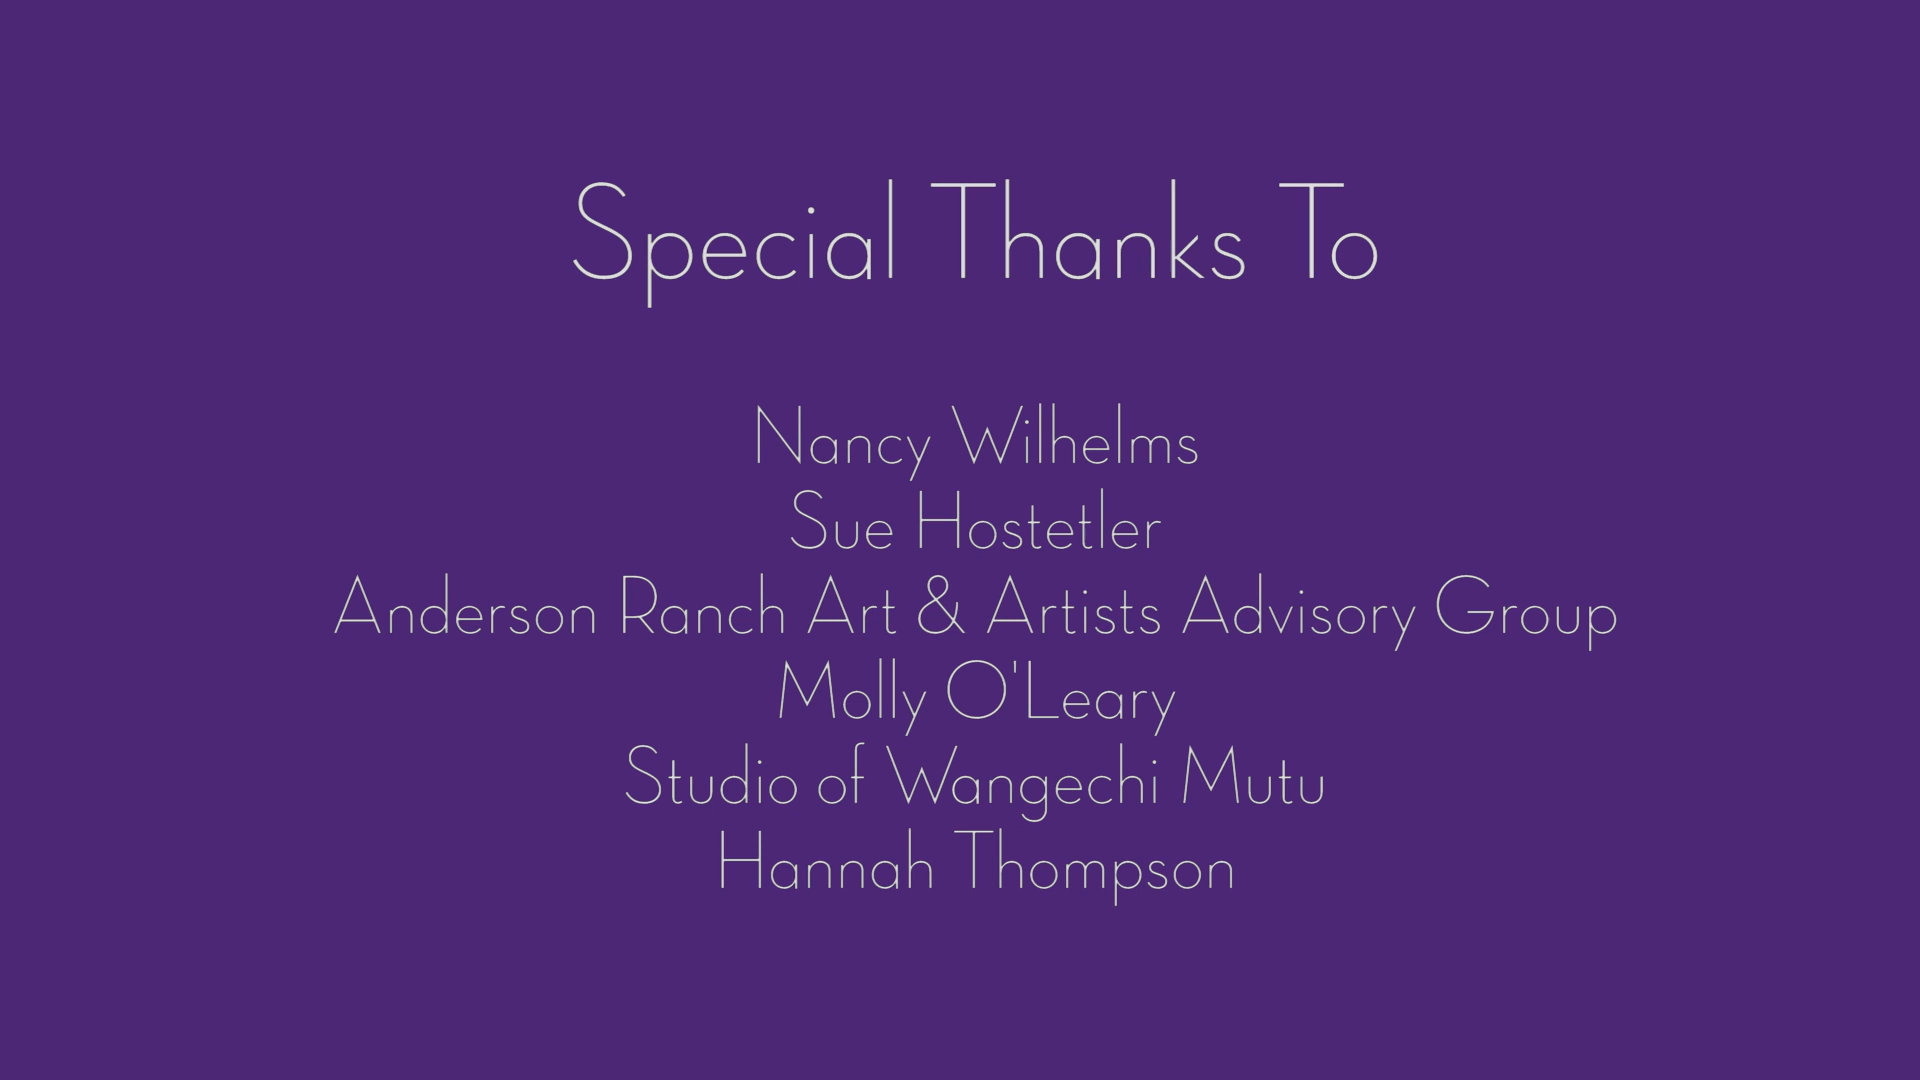 Special Thanks To
Nancy Wilhelms
Sue Hostetler
Anderson Ranch Art & Artists Advisory Group
Molly O'Leary
Studio of Wangechi Mutu
Hannah Thompson